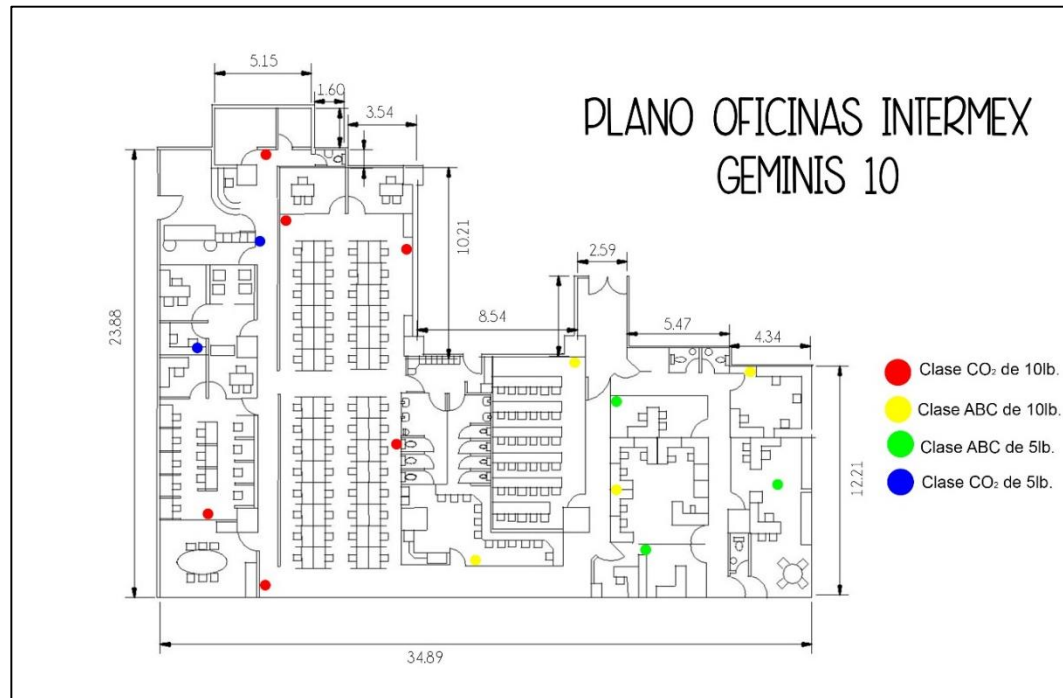 PLANO OFICINAS INTERMEX
GEMINIS 10
5.15
1.60
3.54
10.21
2.59
8.54
5.47
4.34
23.88
12.21
34.89
Clase CO₂ de 10lb.
Clase ABC de 10lb.
Clase ABC de 5lb.
Clase CO₂ de 5lb.